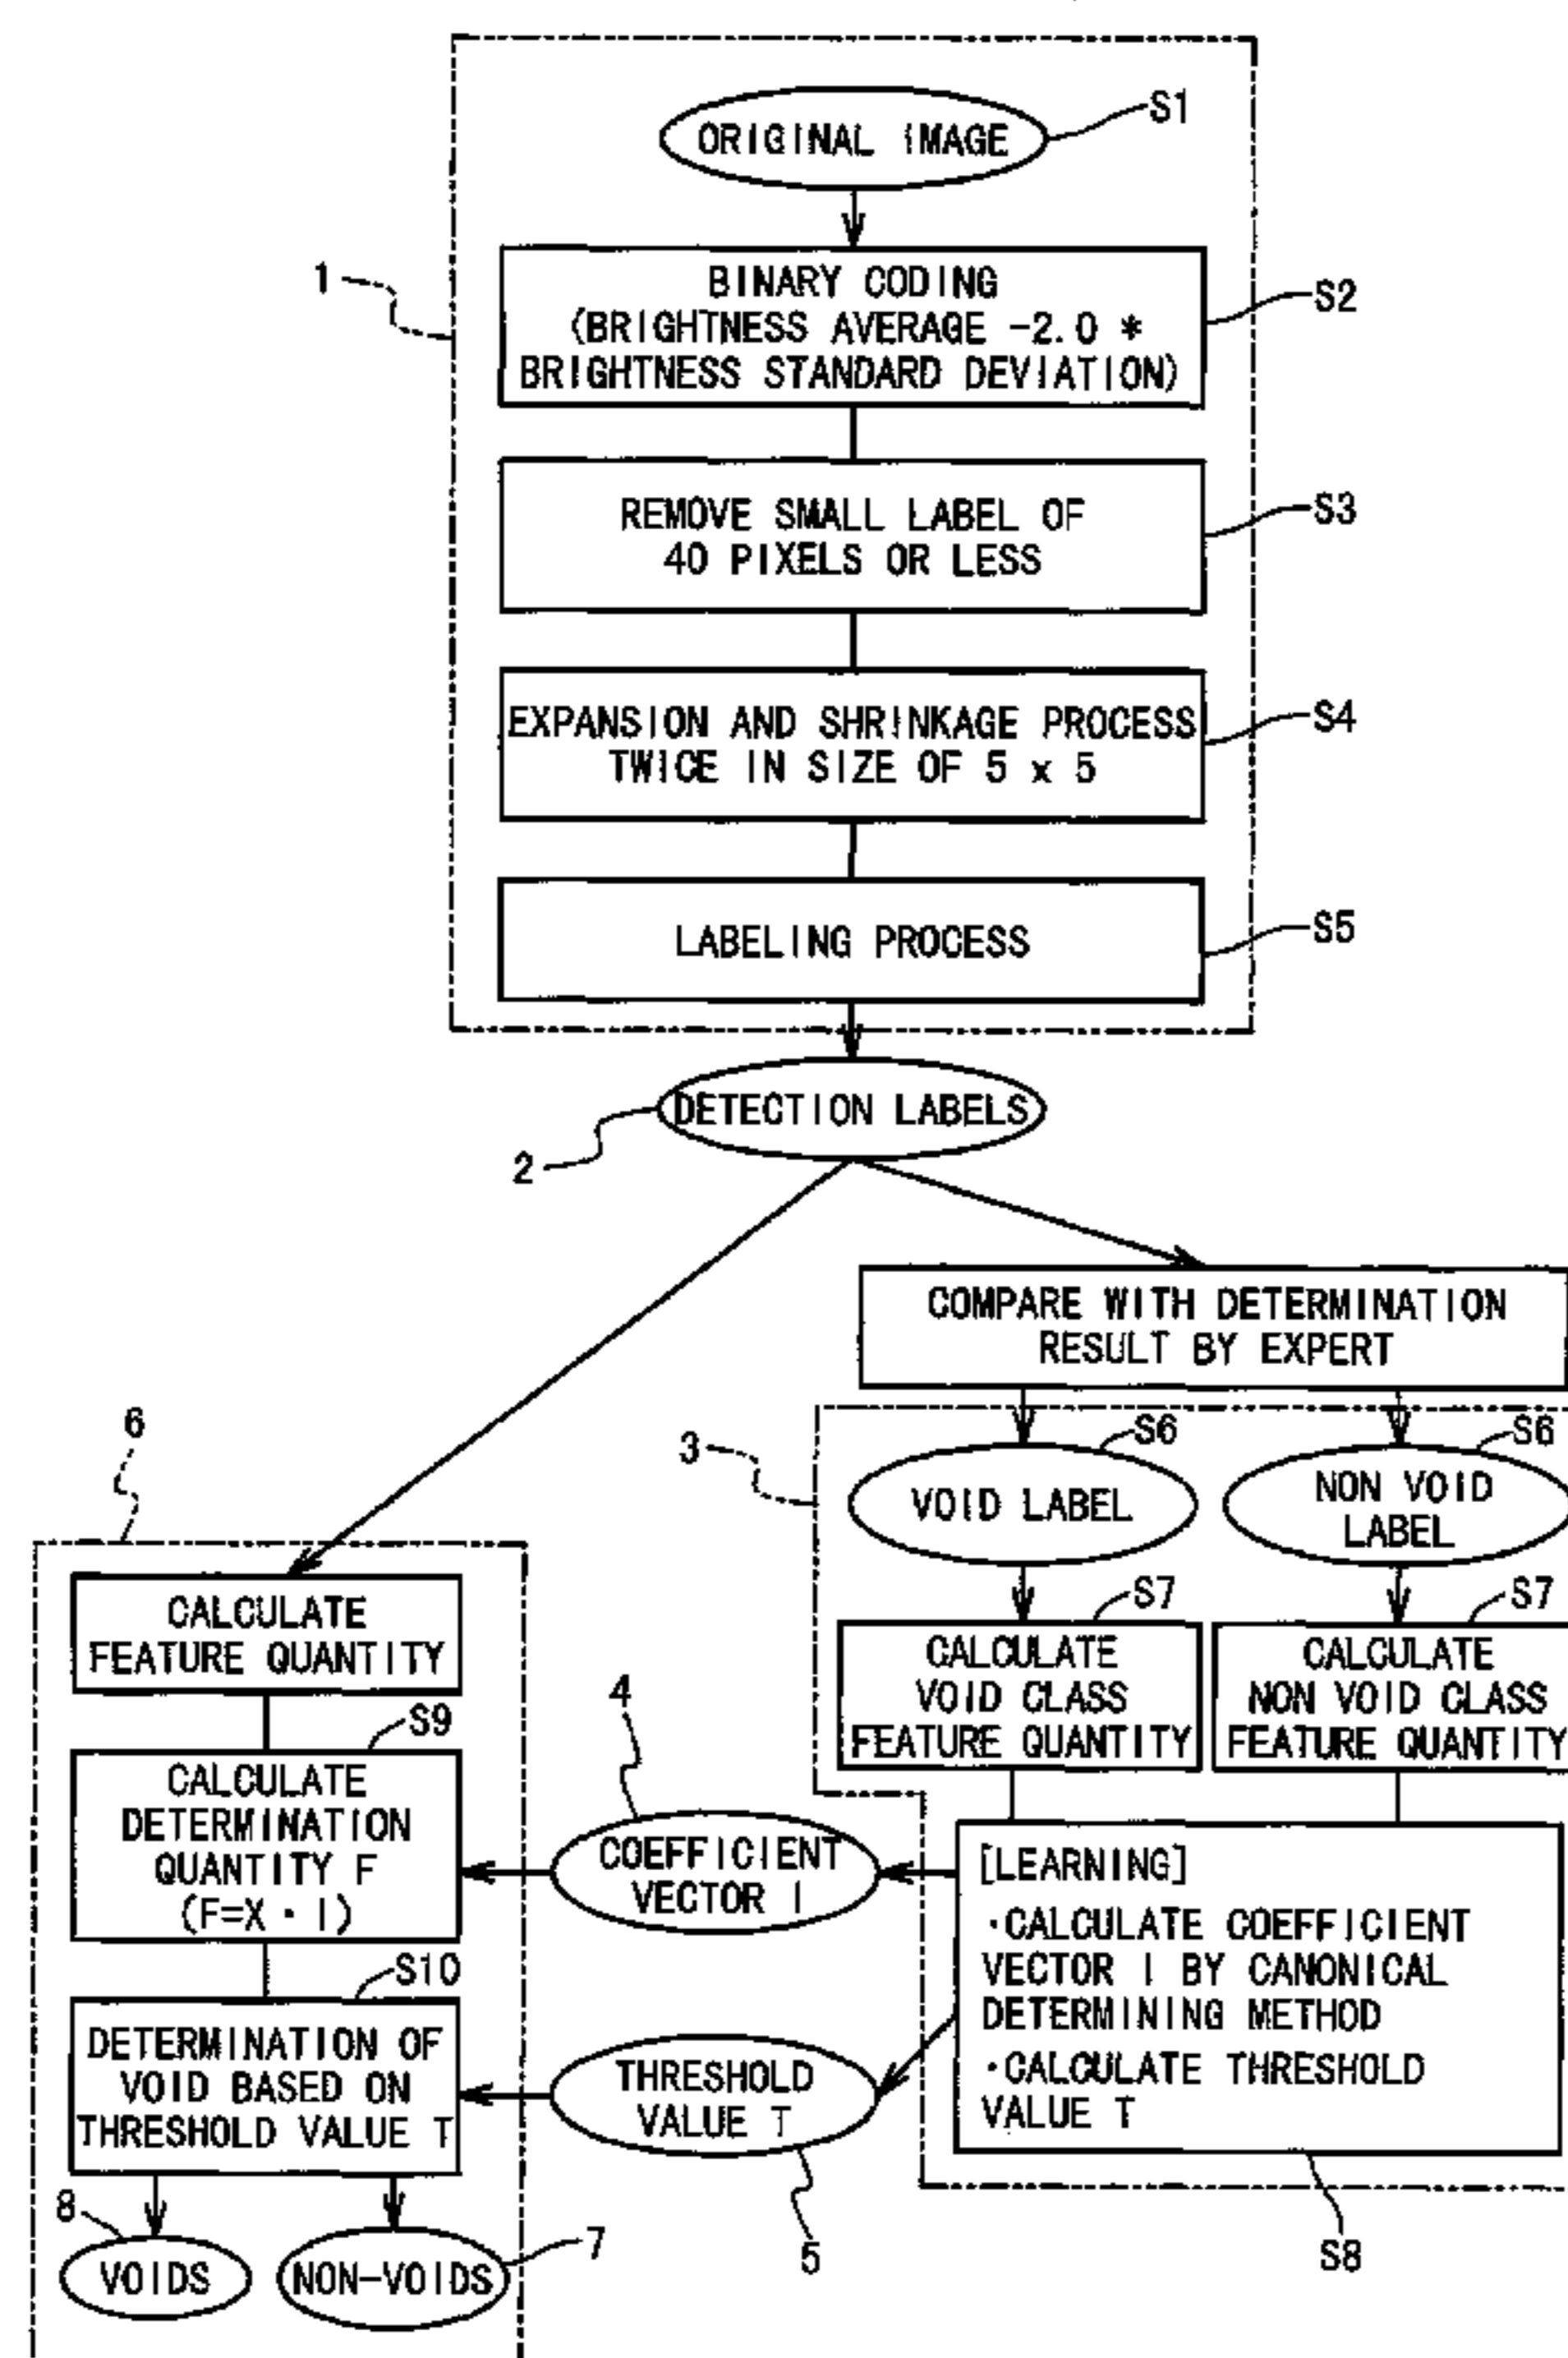 S1
ORIGINAL IMAGE
1
BINARY CODING
(BRIGHTNESS AVERAGE -2.0 *
BRIGHTNESS STANDARD DEVIATION)
S2
REMOVE SMALL LABEL OF
40 PIXELS OR LESS
S3
EXPANSION AND SHRINKAGE PROCESS
TWICE IN SIZE OF 5 x 5
S4
LABELING PROCESS
S5
DETECTION LABELS
2
COMPARE WITH DETERMINATION
RESULT BY EXPERT
3
S6
VOID LABEL
S6
NON VOID
LABEL
S7
CALCULATE
VOID CLASS
FEATURE QUANTITY
S7
CALCULATE
NON VOID CLASS
FEATURE QUANTITY
[LEARNING]
・CALCULATE COEFFICIENT
VECTOR l BY CANONICAL
DETERMINING METHOD
・CALCULATE THRESHOLD
VALUE T
S8
4
COEFFICIENT
VECTOR l
THRESHOLD
VALUE T
5
6
CALCULATE
FEATURE QUANTITY
S9
CALCULATE
DETERMINATION
QUANTITY F
(F=X・l)
S10
DETERMINATION OF
VOID BASED ON
THRESHOLD VALUE T
8
VOIDS
NON-VOIDS
7